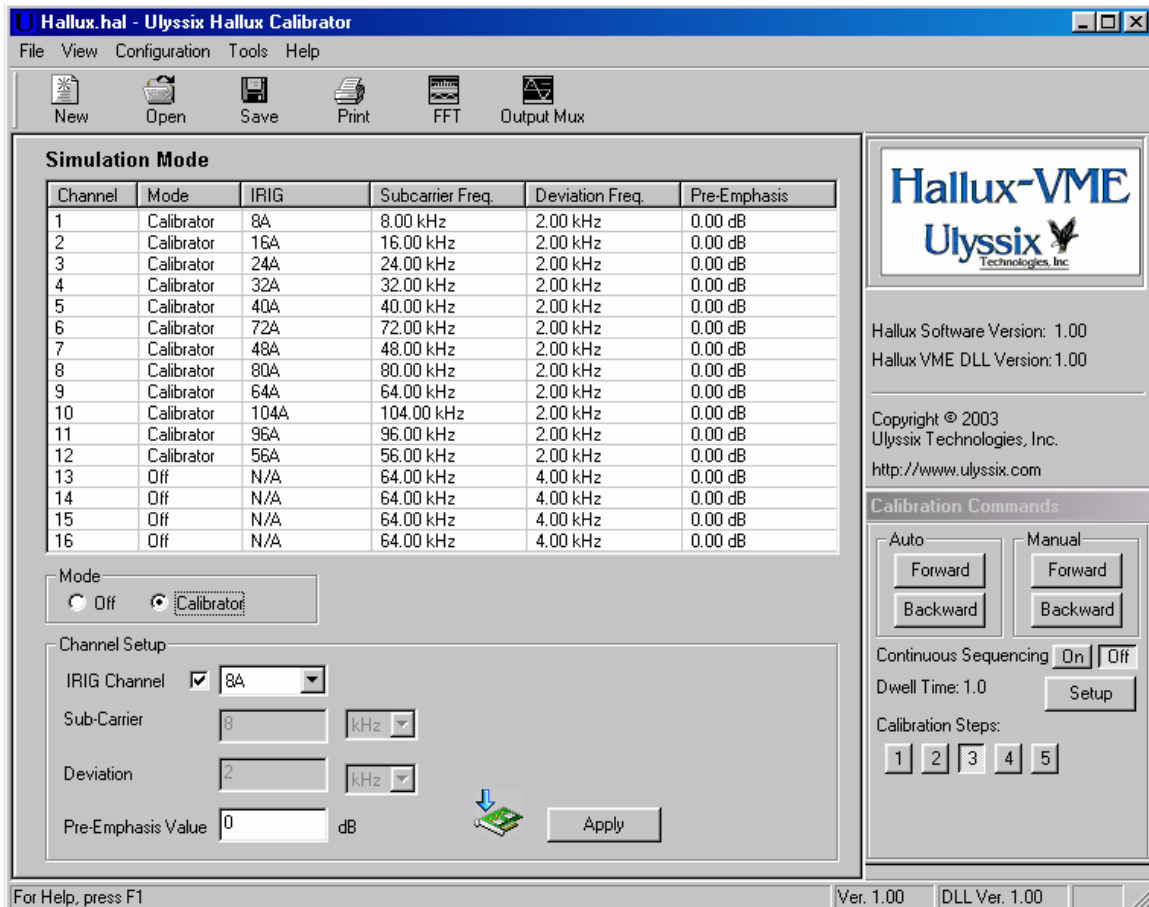 Hallux.hal - Ulyssix Hallux Calibrator
File View Configuration Tools Help
New Open Save Print FFT Output Mux
Simulation Mode
Channel Mode IRIG Subcarrier Freq. Deviation Freq. Pre-Emphasis
1 Calibrator 8A 8.00 kHz 2.00 kHz 0.00 dB
2 Calibrator 16A 16.00 kHz 2.00 kHz 0.00 dB
3 Calibrator 24A 24.00 kHz 2.00 kHz 0.00 dB
4 Calibrator 32A 32.00 kHz 2.00 kHz 0.00 dB
5 Calibrator 40A 40.00 kHz 2.00 kHz 0.00 dB
6 Calibrator 72A 72.00 kHz 2.00 kHz 0.00 dB
7 Calibrator 48A 48.00 kHz 2.00 kHz 0.00 dB
8 Calibrator 80A 80.00 kHz 2.00 kHz 0.00 dB
9 Calibrator 64A 64.00 kHz 2.00 kHz 0.00 dB
10 Calibrator 104A 104.00 kHz 2.00 kHz 0.00 dB
11 Calibrator 96A 96.00 kHz 2.00 kHz 0.00 dB
12 Calibrator 56A 56.00 kHz 2.00 kHz 0.00 dB
13 Off N/A 64.00 kHz 4.00 kHz 0.00 dB
14 Off N/A 64.00 kHz 4.00 kHz 0.00 dB
15 Off N/A 64.00 kHz 4.00 kHz 0.00 dB
16 Off N/A 64.00 kHz 4.00 kHz 0.00 dB
Mode
Off Calibrator
Channel Setup
IRIG Channel 8A
Sub-Carrier 8 kHz
Deviation 2 kHz
Pre-Emphasis Value 0 dB Apply
Hallux-VME
Ulyssix
Technologies, Inc
Hallux Software Version: 1.00
Hallux VME DLL Version: 1.00
Copyright © 2003
Ulyssix Technologies, Inc.
http://www.ulyssix.com
Calibration Commands
Auto Manual
Forward Forward
Backward Backward
Continuous Sequencing On Off
Dwell Time: 1.0 Setup
Calibration Steps:
1 2 3 4 5
For Help, press F1 Ver. 1.00 DLL Ver. 1.00